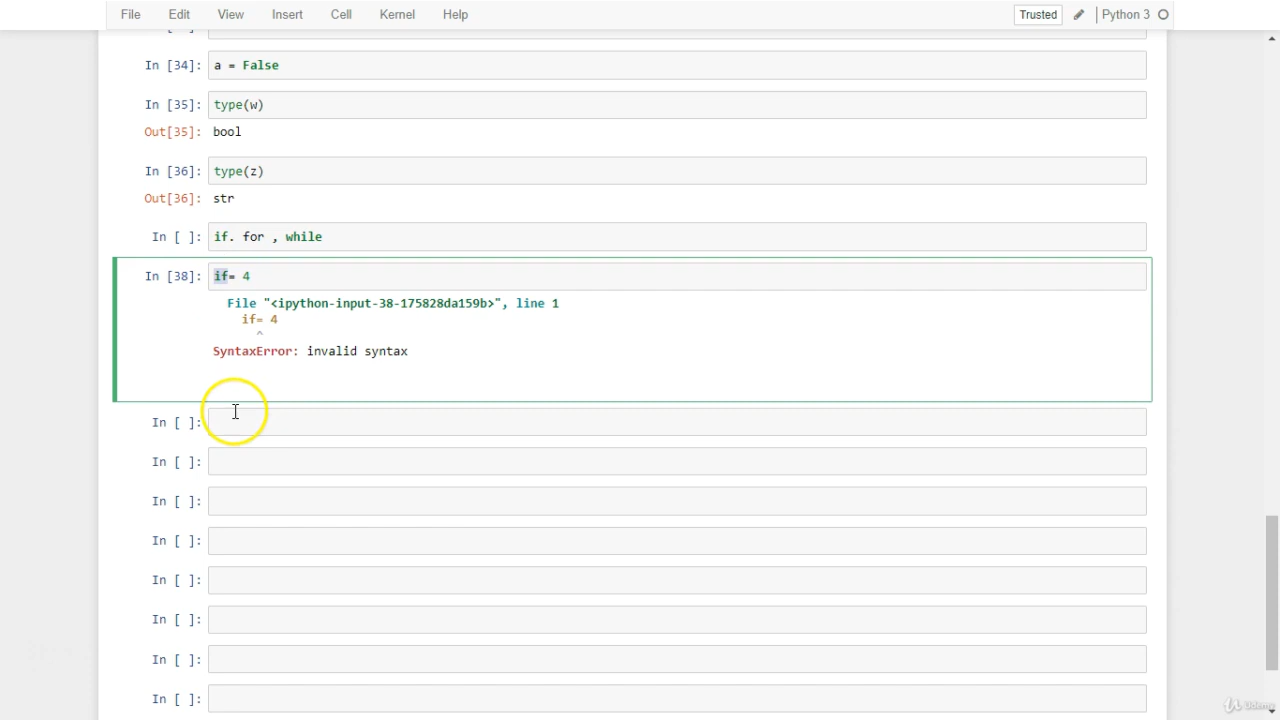 File Edit View Insert Cell Kernel Help Trusted Python 3
In [34]: a = False
In [35]: type(w)
Out[35]: bool
In [36]: type(z)
Out[36]: str
In [ ]: if. for , while
In [38]: if= 4
File "<ipython-input-38-175828da159b>", line 1
if= 4
^
SyntaxError: invalid syntax
In [ ]:
In [ ]:
In [ ]:
In [ ]:
In [ ]:
In [ ]:
In [ ]:
In [ ]:
Udemy